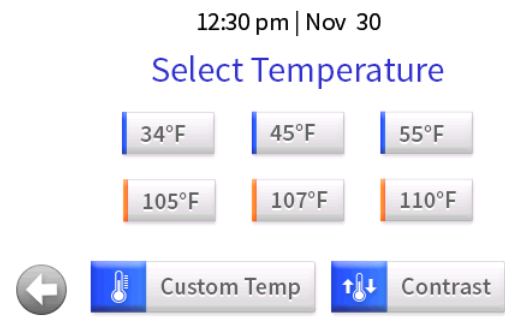 12:30 pm | Nov 30
Select Temperature
34°F 45°F 55°F
105°F 107°F 110°F
Custom Temp Contrast